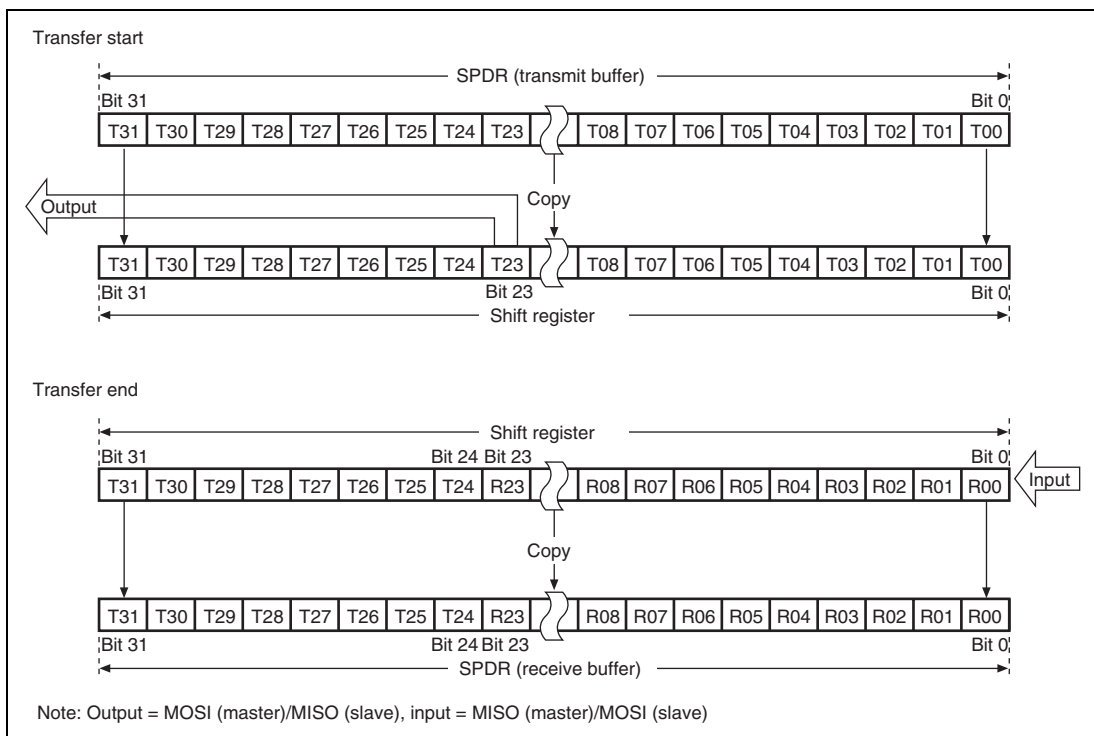 Transfer start
SPDR (transmit buffer)
Bit 31 Bit 0
T31 T30 T29 T28 T27 T26 T25 T24 T23 T08 T07 T06 T05 T04 T03 T02 T01 T00
Output Copy
T31 T30 T29 T28 T27 T26 T25 T24 T23 T08 T07 T06 T05 T04 T03 T02 T01 T00
Bit 31 Bit 23 Bit 0
Shift register
Transfer end
Shift register
Bit 31 Bit 24 Bit 23 Bit 0
T31 T30 T29 T28 T27 T26 T25 T24 R23 R08 R07 R06 R05 R04 R03 R02 R01 R00 Input
Copy
T31 T30 T29 T28 T27 T26 T25 T24 R23 R08 R07 R06 R05 R04 R03 R02 R01 R00
Bit 31 Bit 24 Bit 23 Bit 0
SPDR (receive buffer)
Note: Output = MOSI (master)/MISO (slave), input = MISO (master)/MOSI (slave)